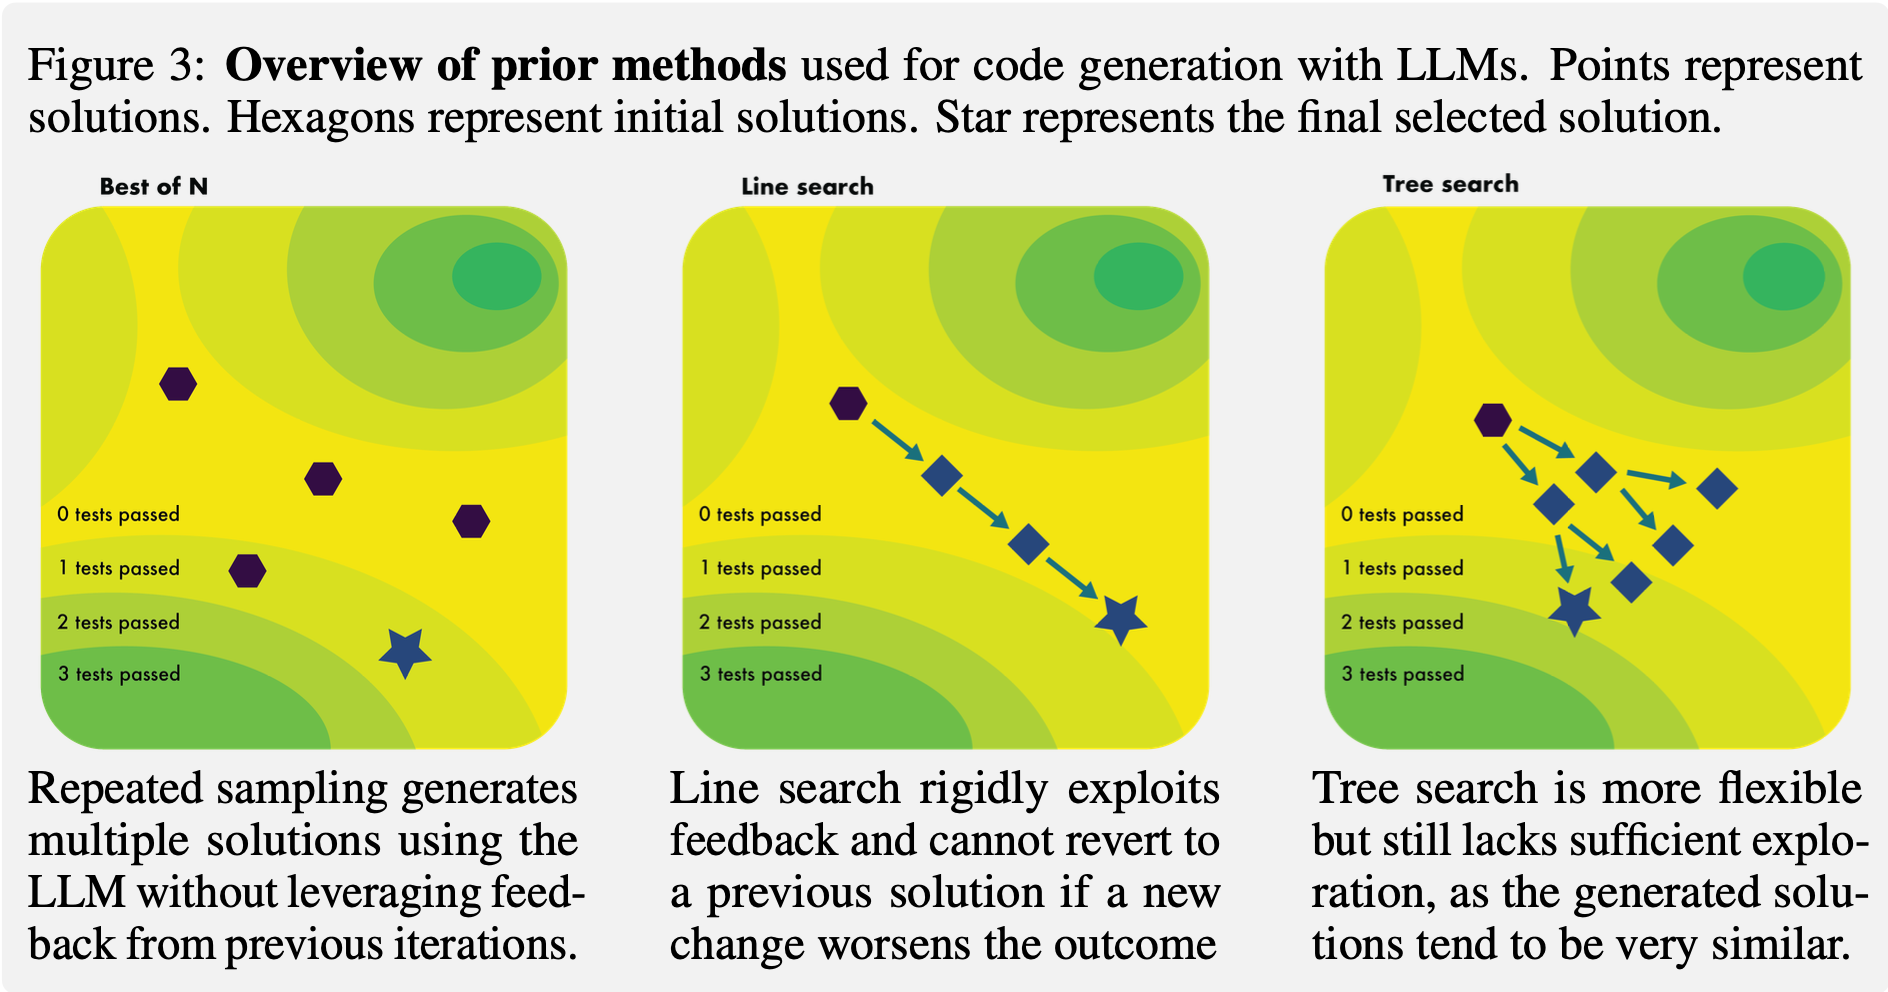 Figure 3: Overview of prior methods used for code generation with LLMs. Points represent
solutions. Hexagons represent initial solutions. Star represents the final selected solution.
Best of N
0 tests passed
1 tests passed
2 tests passed
3 tests passed
Repeated sampling generates
multiple solutions using the
LLM without leveraging feed-
back from previous iterations.
Line search
0 tests passed
1 tests passed
2 tests passed
3 tests passed
Line search rigidly exploits
feedback and cannot revert to
a previous solution if a new
change worsens the outcome
Tree search
0 tests passed
1 tests passed
2 tests passed
3 tests passed
Tree search is more flexible
but still lacks sufficient explo-
ration, as the generated solu-
tions tend to be very similar.